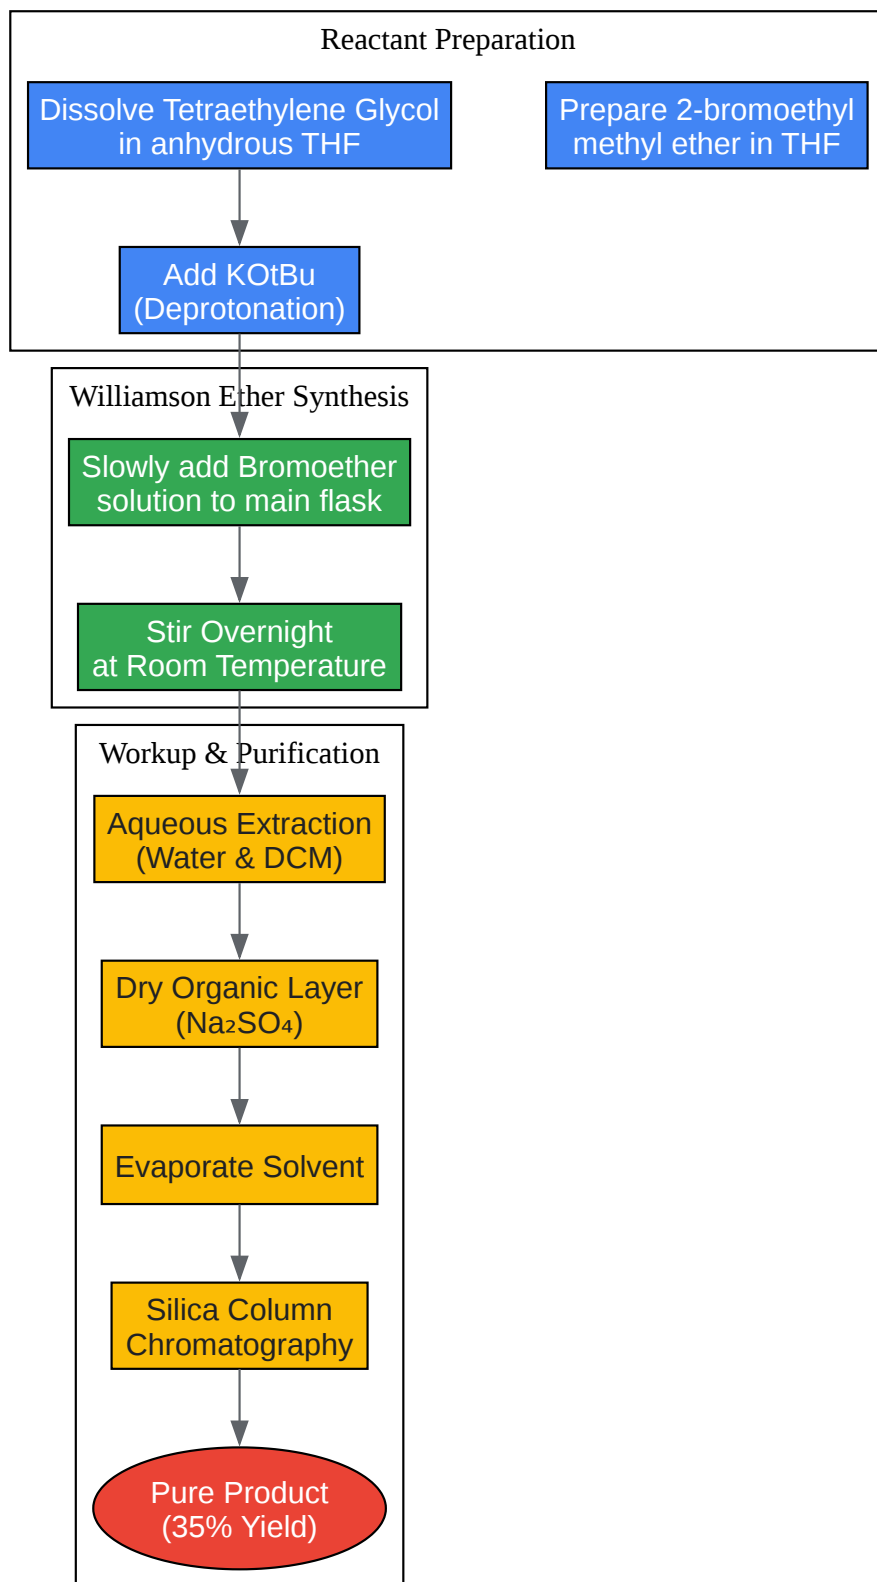 Reactant Preparation
Dissolve Tetraethylene Glycol
in anhydrous THF
Prepare 2-bromoethyl
methyl ether in THF
Add KOtBu
(Deprotonation)
Williamson Ether Synthesis
Slowly add Bromoether
solution to main flask
Stir Overnight
at Room Temperature
Workup & Purification
Aqueous Extraction
(Water & DCM)
Dry Organic Layer
(Na₂SO₄)
Evaporate Solvent
Silica Column
Chromatography
Pure Product
(35% Yield)